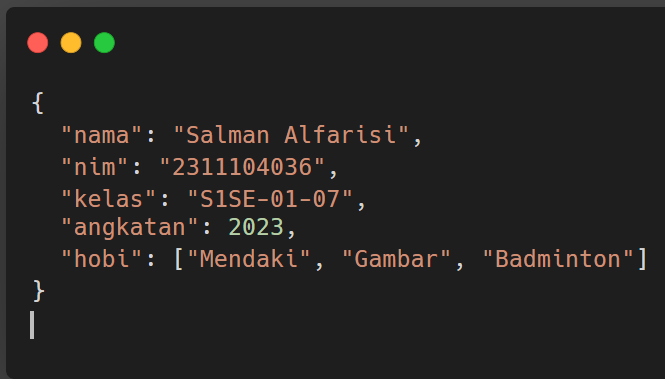 {
"nama": "Salman Alfarisi",
"nim": "2311104036",
"kelas": "S1SE-01-07",
"angkatan": 2023,
"hobi": ["Mendaki", "Gambar", "Badminton"]
}